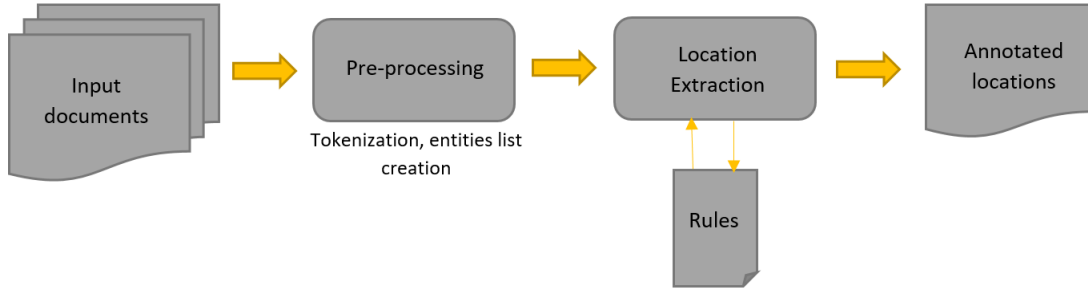 Input
documents
Pre-processing
Tokenization, entities list
creation
Location
Extraction
Rules
Annotated
locations